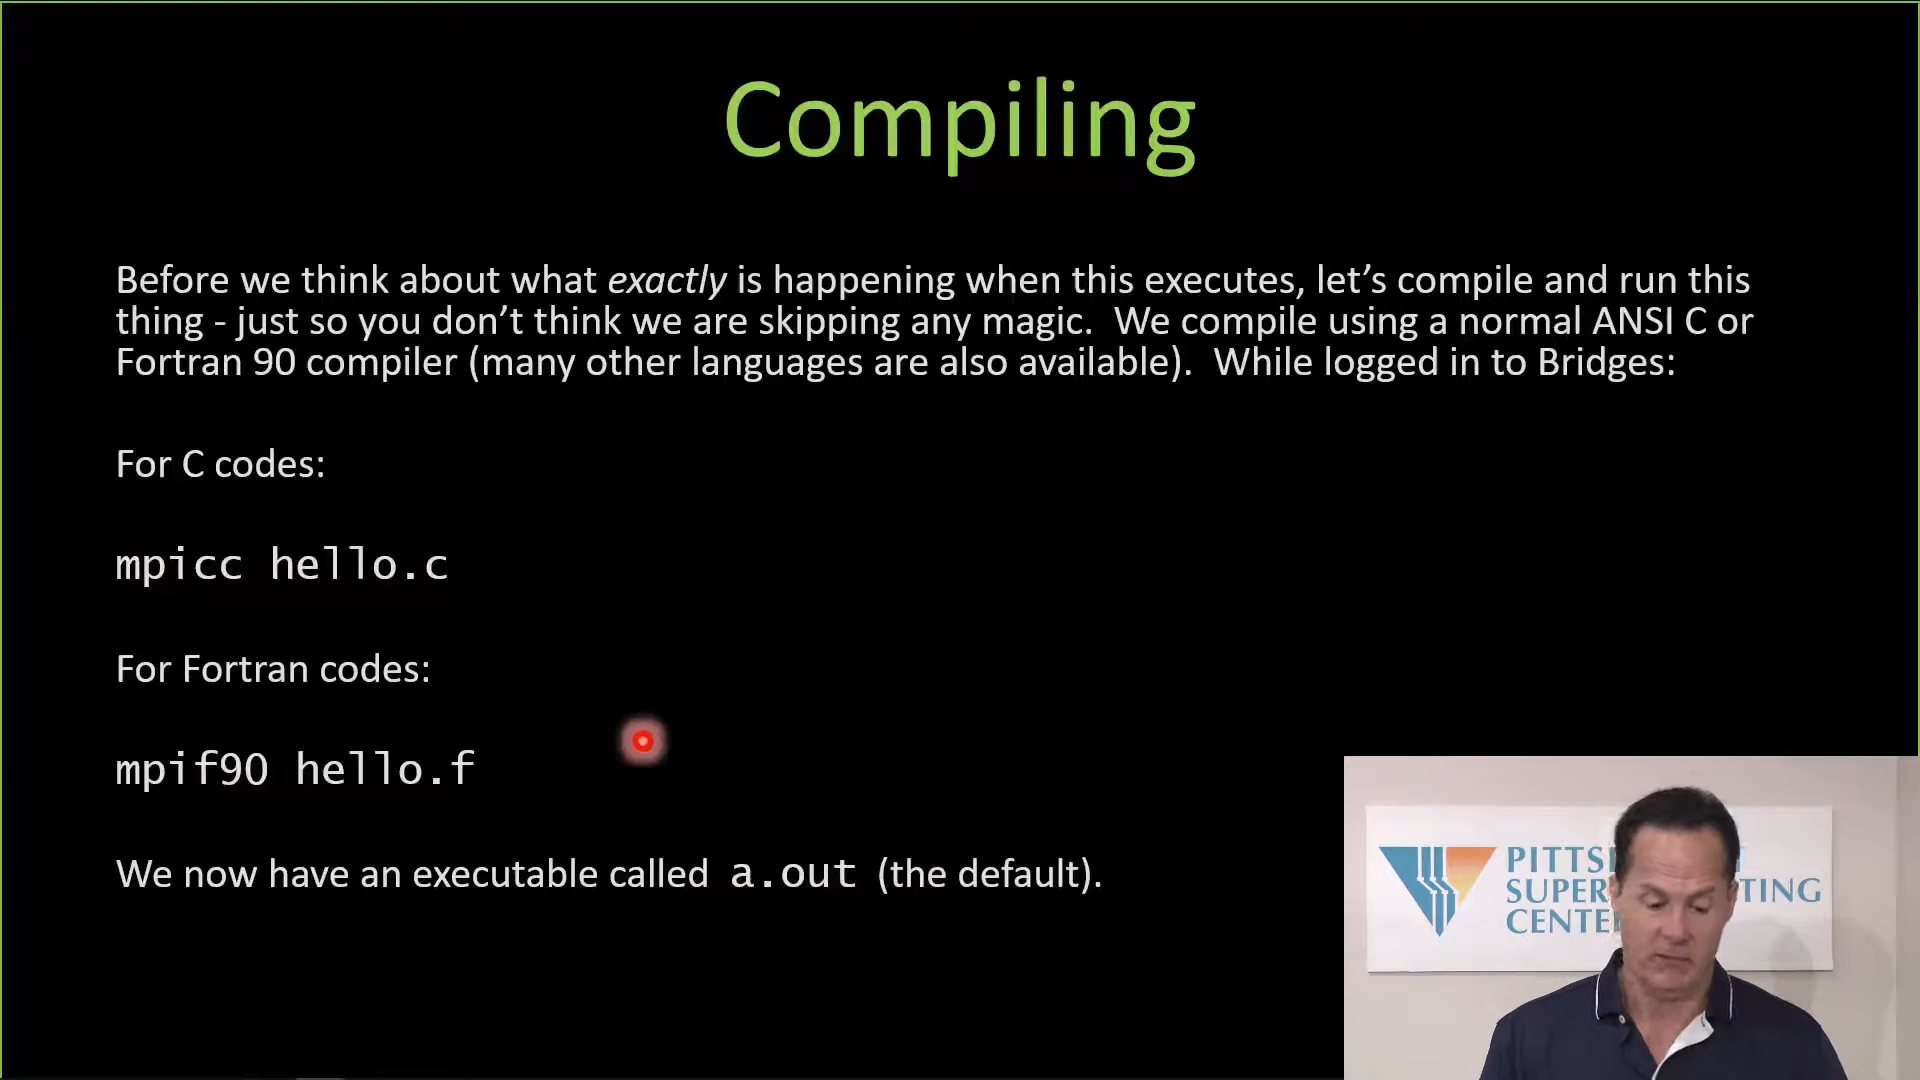 Compiling
Before we think about what exactly is happening when this executes, let’s compile and run this
thing - just so you don’t think we are skipping any magic.  We compile using a normal ANSI C or
Fortran 90 compiler (many other languages are also available).  While logged in to Bridges:
For C codes:
mpicc hello.c
For Fortran codes:
mpif90 hello.f
We now have an executable called a.out (the default).